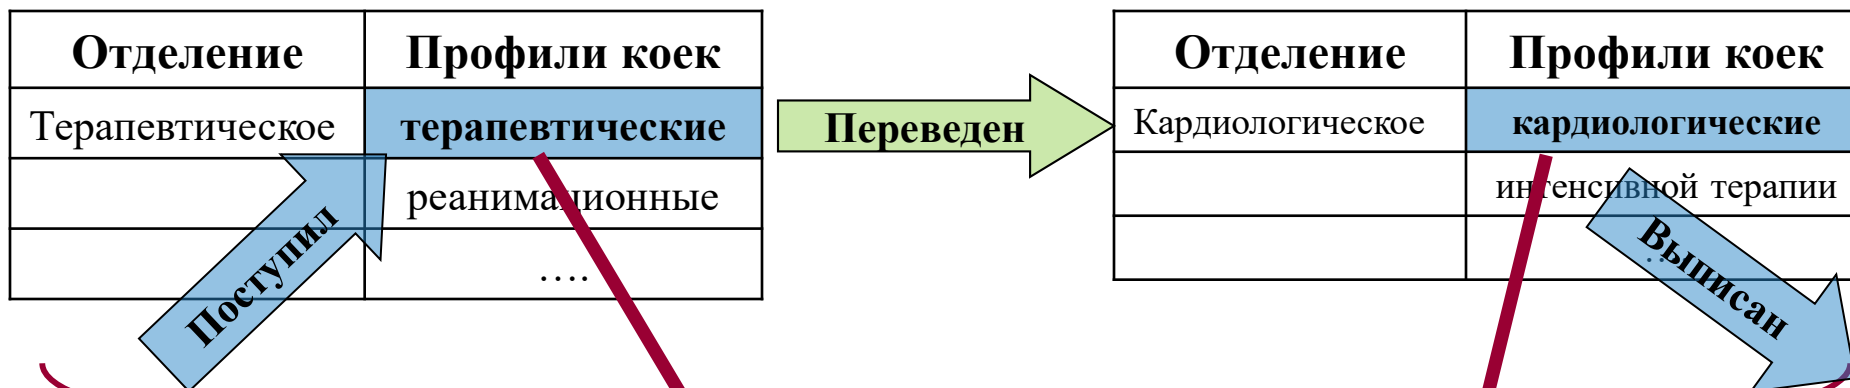 Отделение Профили коек
Терапевтическое терапевтические
реанимационные
....
Поступил
Переведен
Отделение Профили коек
Кардиологическое кардиологические
интенсивной терапии
Выписан